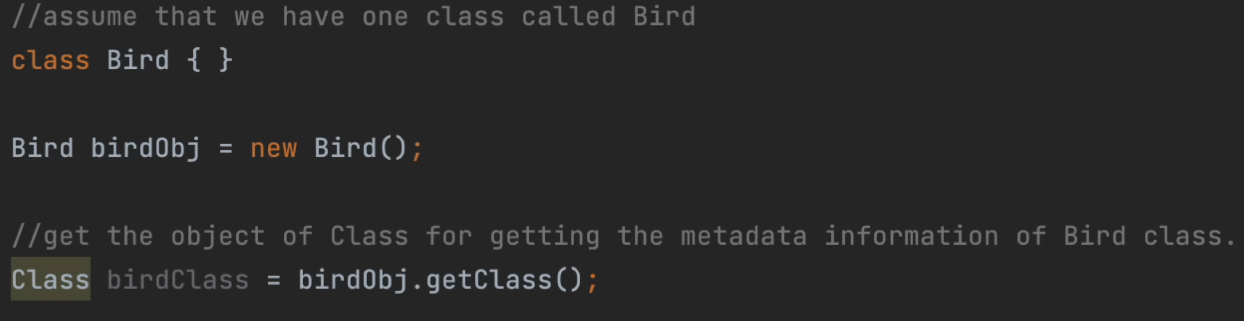 //assume that we have one class called Bird
class Bird { }
Bird birdObj = new Bird();
//get the object of Class for getting the metadata information of Bird class.
Class birdClass = birdObj.getClass();